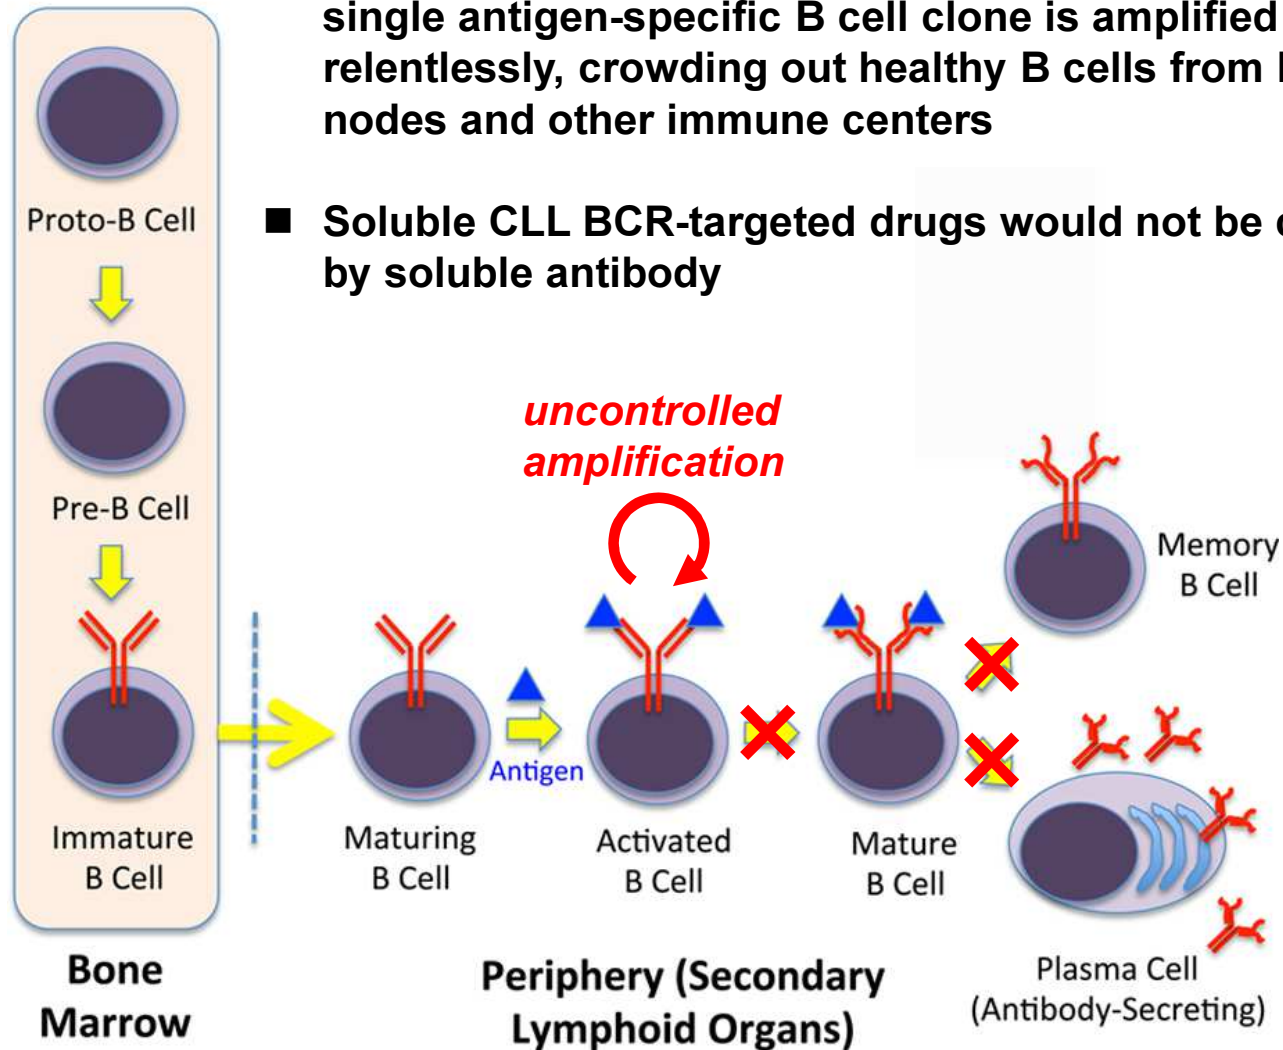 single antigen-specific B cell clone is amplified
relentlessly, crowding out healthy B cells from
nodes and other immune centers
■ Soluble CLL BCR-targeted drugs would not be
by soluble antibody
Proto-B Cell
Pre-B Cell
Immature
B Cell
Bone
Marrow
uncontrolled
amplification
Antigen
Maturing
B Cell
Activated
B Cell
Mature
B Cell
Memory
B Cell
Plasma Cell
(Antibody-Secreting)
Periphery (Secondary
Lymphoid Organs)